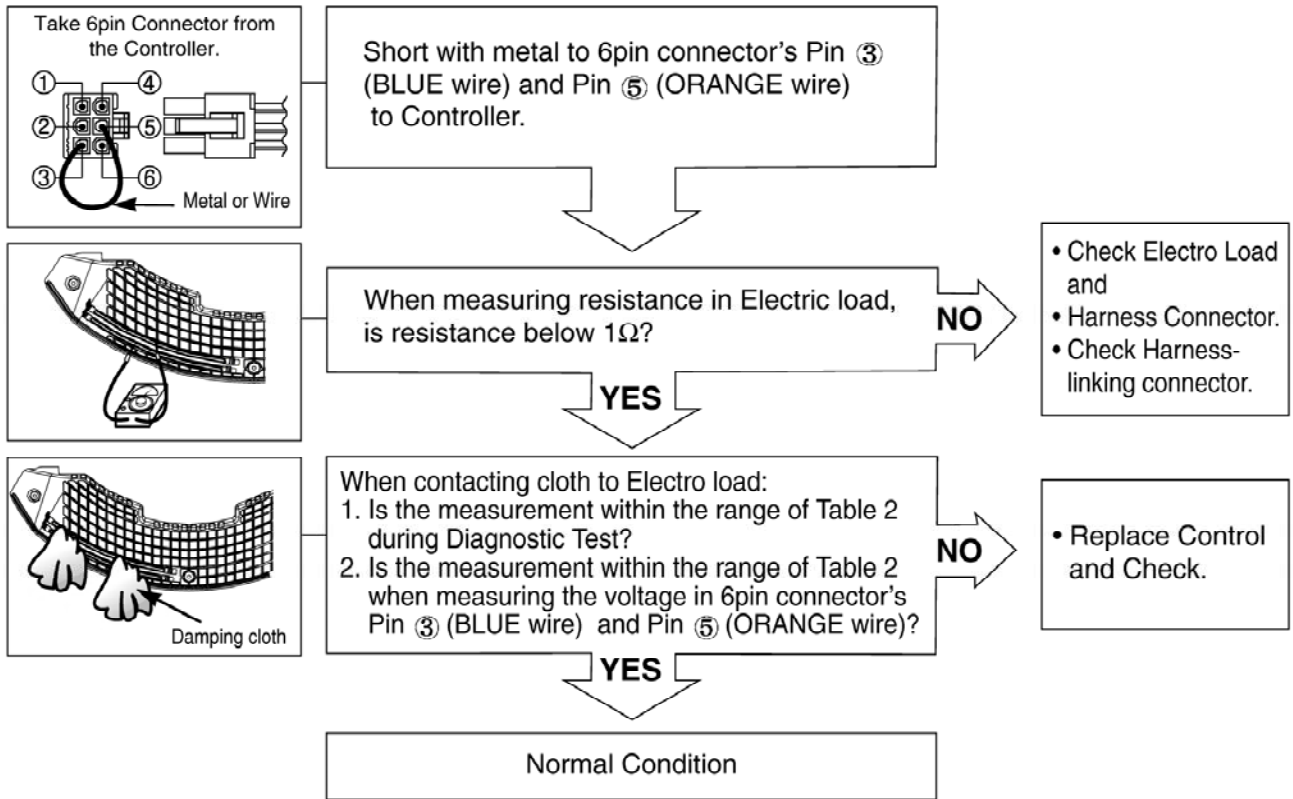 Take 6pin Connector from
the Controller.
①
④
②
⑤
③
⑥
Metal or Wire
Short with metal to 6pin connector's Pin ③
(BLUE wire) and Pin ⑤ (ORANGE wire)
to Controller.
When measuring resistance in Electric load,
is resistance below 1Ω?
NO
• Check Electro Load
and
• Harness Connector.
• Check Harness-
linking connector.
YES
When contacting cloth to Electro load:
1. Is the measurement within the range of Table 2
during Diagnostic Test?
2. Is the measurement within the range of Table 2
when measuring the voltage in 6pin connector's
Pin ③ (BLUE wire) and Pin ⑤ (ORANGE wire)?
Damping cloth
NO
• Replace Control
and Check.
YES
Normal Condition